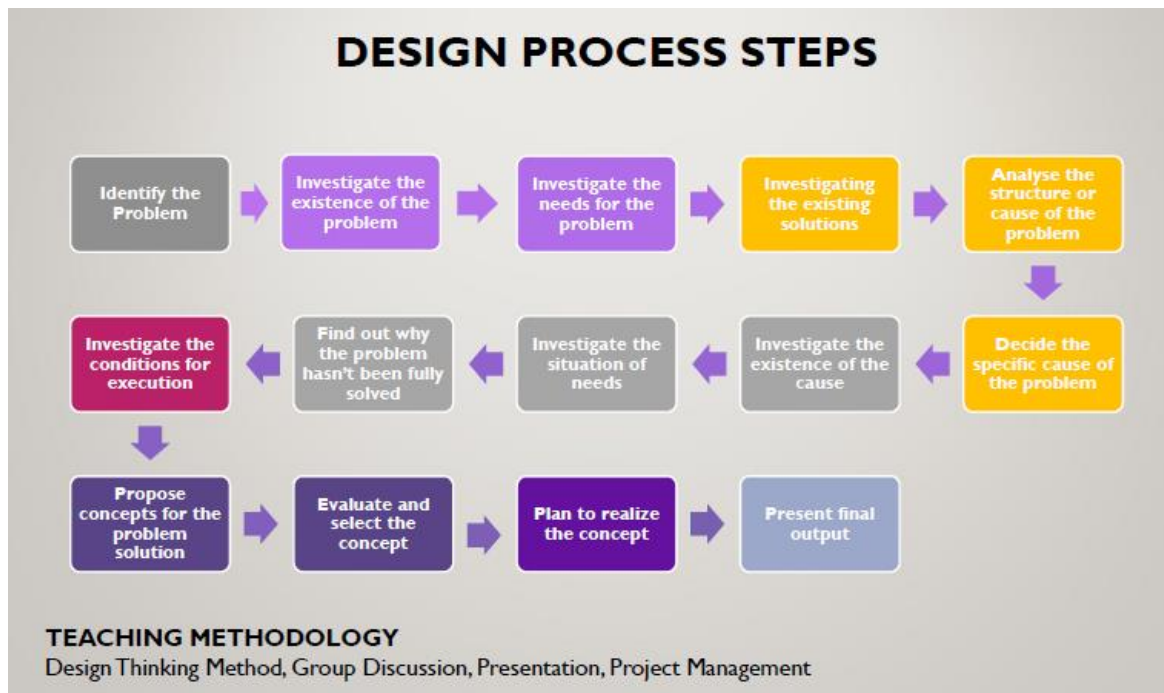 DESIGN PROCESS STEPS
Identify the
Problem
Investigate the
existence of the
problem
Investigate the
needs for the
problem
Investigating
the existing
solutions
Analyse the
structure or
cause of the
problem
Decide the
specific cause of
the problem
Investigate the
existence of the
cause
Investigate the
situation of
needs
Find out why
the problem
hasn't been fully
solved
Investigate the
conditions for
execution
Propose
concepts for the
problem
solution
Evaluate and
select the
concept
Plan to realize
the concept
Present final
output
TEACHING METHODOLOGY
Design Thinking Method, Group Discussion, Presentation, Project Management